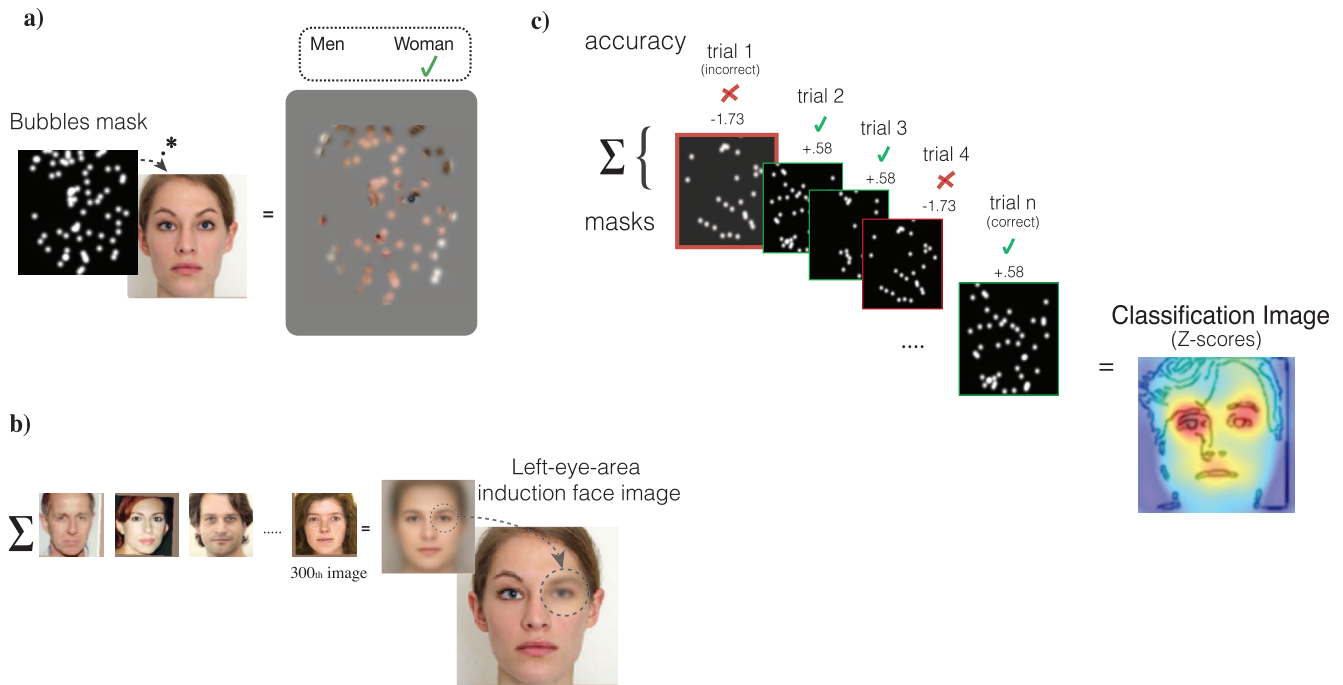 a)
Men Woman
✓
Bubbles mask
.*
=
b)
Left-eye-area
induction face image
Σ
.....
=
300th image
c)
accuracy
trial 1
(incorrect)
✗
-1.73
trial 2
✓
+.58
trial 3
✓
+.58
trial 4
✗
-1.73
trial n
(correct)
✓
+.58
Σ {
masks
....
=
Classification Image
(Z-scores)